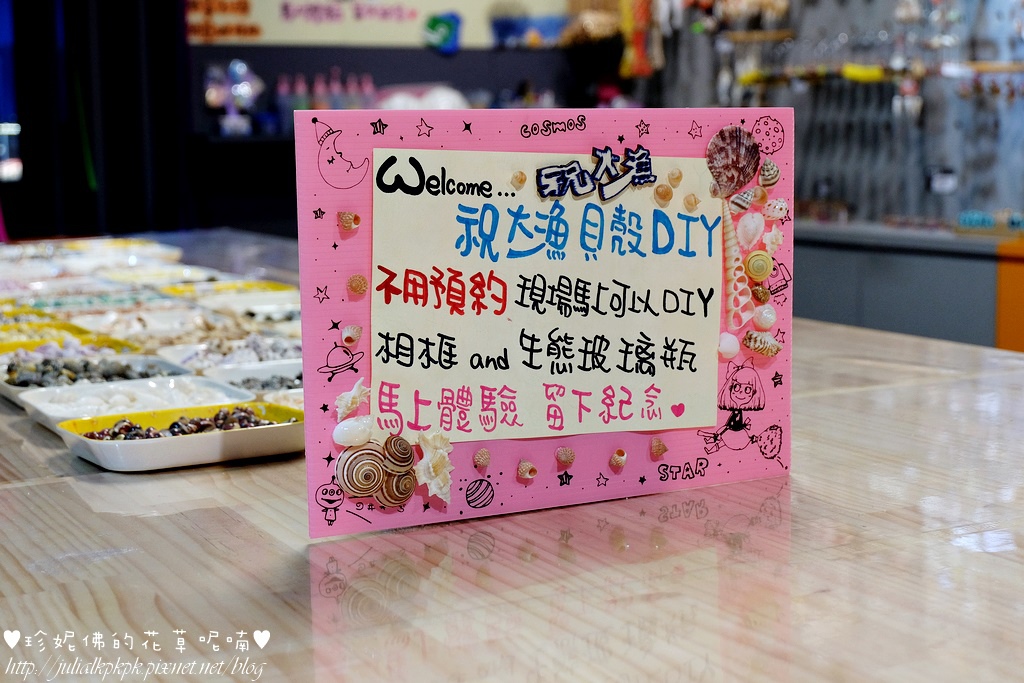 COSMOS
Welcome... 玩大漁
祝大漁貝殼DIY
不用預約 現場馬上可以DIY
相框 and 生態玻璃瓶
馬上體驗 留下紀念
STAR
♥珍妮佛的花草呢喃♥
http://julialkpkpk.pixnet.net/blog